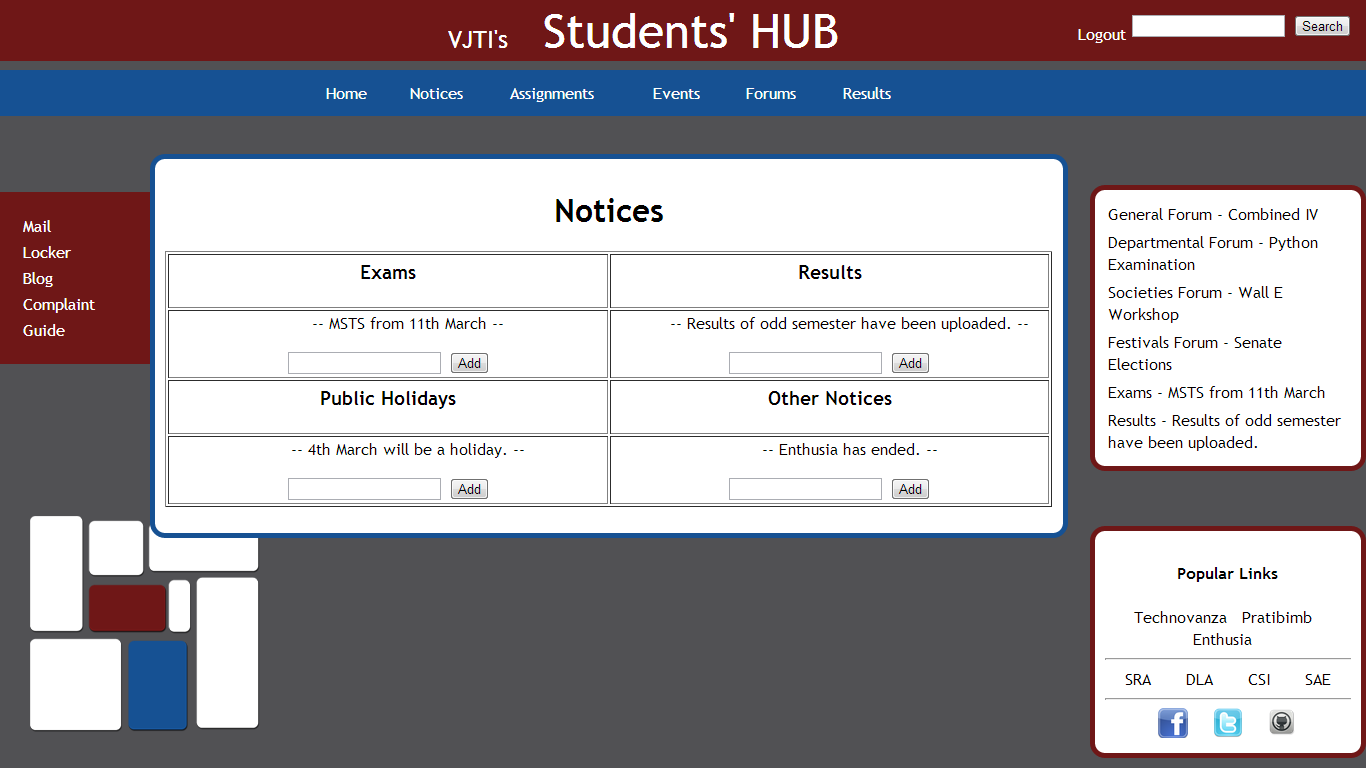 VJTI's Students' HUB
Logout Search
Home Notices Assignments Events Forums Results
Mail
Locker
Blog
Complaint
Guide
Notices
Exams Results
-- MSTS from 11th March -- -- Results of odd semester have been uploaded. --
Add Add
Public Holidays Other Notices
-- 4th March will be a holiday. -- -- Enthusia has ended. --
Add Add
General Forum - Combined IV
Departmental Forum - Python
Examination
Societies Forum - Wall E
Workshop
Festivals Forum - Senate
Elections
Exams - MSTS from 11th March
Results - Results of odd semester
have been uploaded.
Popular Links
Technovanza Pratibimb
Enthusia
SRA DLA CSI SAE